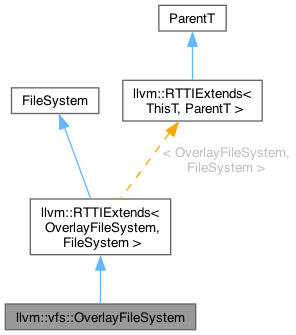 ParentT
FileSystem
llvm::RTTIExtends<
ThisT, ParentT >
< OverlayFileSystem,
FileSystem >
llvm::RTTIExtends<
OverlayFileSystem,
FileSystem >
llvm::vfs::OverlayFileSystem